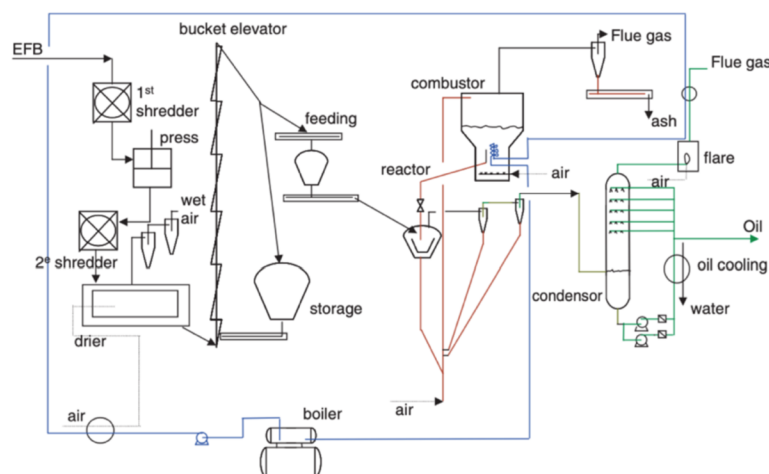 bucket elevator
EFB
Flue gas
combustor
Flue gas
1st
shredder
feeding
press
ash
reactor
air
flare
air
wet
air
Oil
2e shredder
oil cooling
condensor
storage
water
drier
air
air
boiler